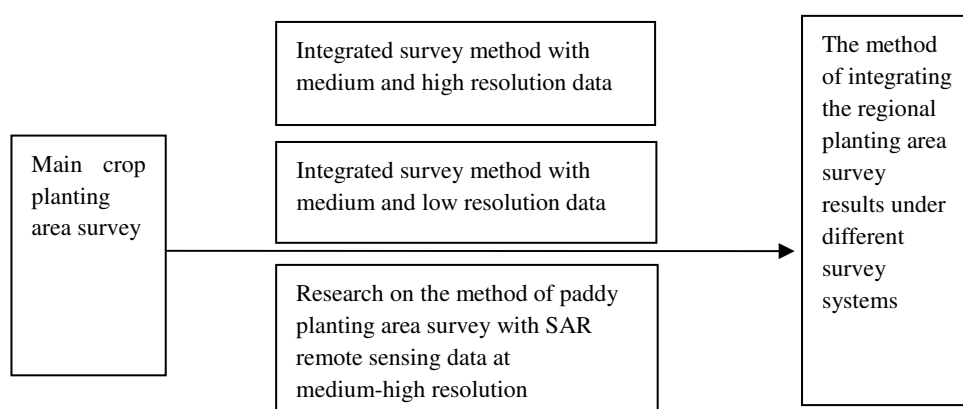 Main crop
planting
area survey
Integrated survey method with
medium and high resolution data
Integrated survey method with
medium and low resolution data
Research on the method of paddy
planting area survey with SAR
remote sensing data at
medium-high resolution
The method
of integrating
the regional
planting area
survey
results under
different
survey
systems